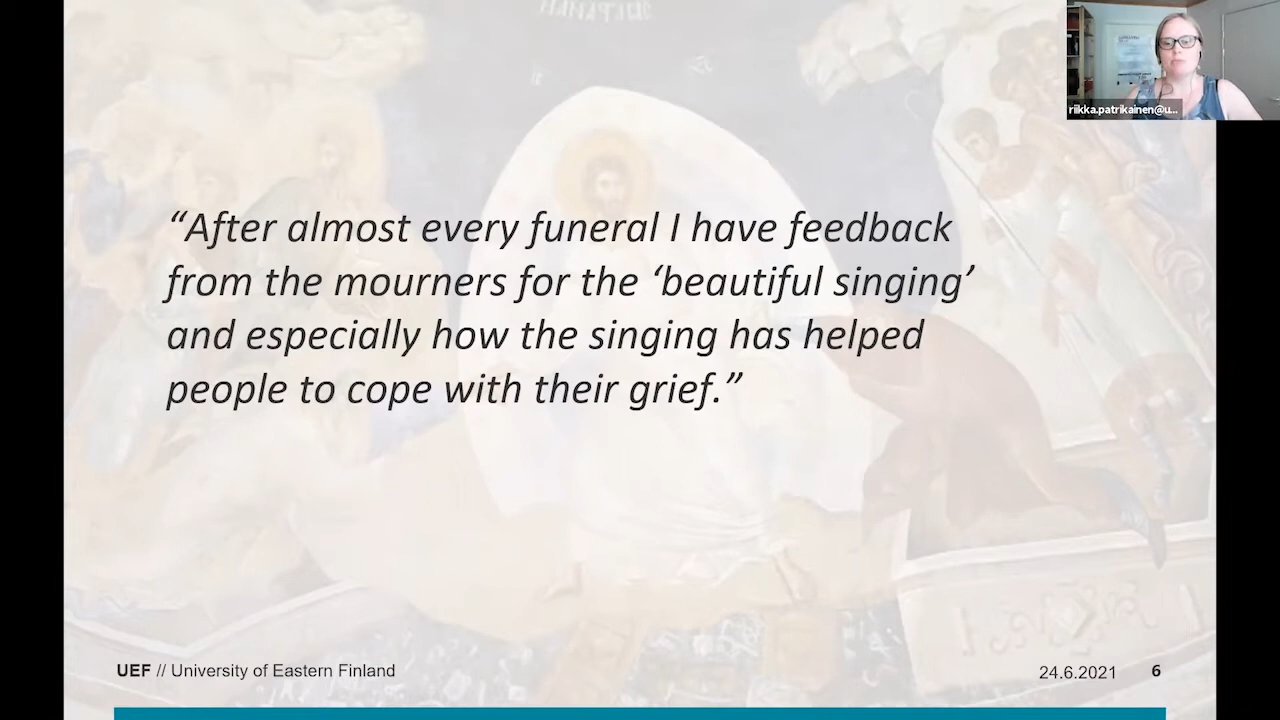 riikka.patrikainen@u...
“After almost every funeral I have feedback
from the mourners for the ‘beautiful singing’
and especially how the singing has helped
people to cope with their grief.”
UEF // University of Eastern Finland
24.6.2021 6